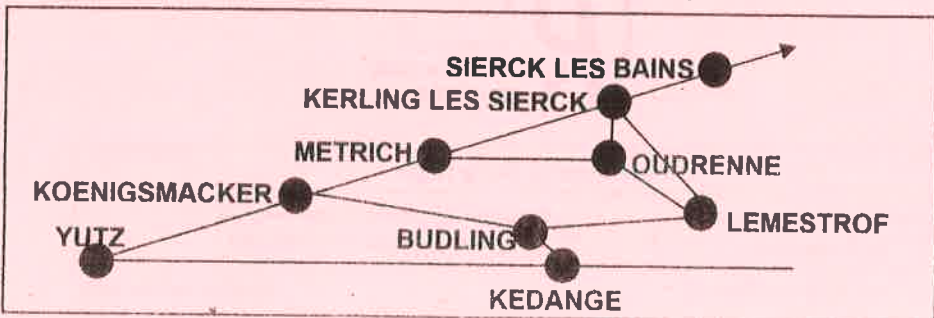 SIERCK LES BAINS
KERLING LES SIERCK
METRICH
OUDRENNE
KOENIGSMACKER
LEMESTROF
YUTZ
BUDLING
KEDANGE